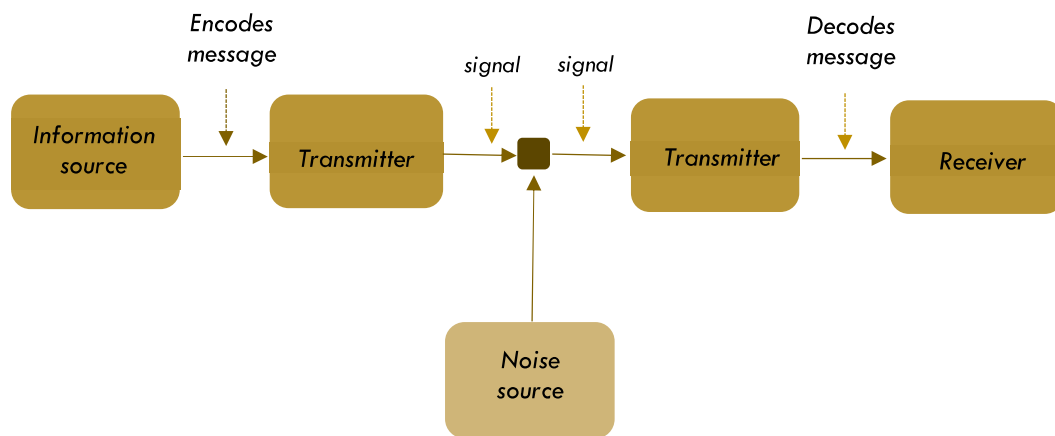 Encodes
message
signal
signal
Decodes
message
Information
source
Transmitter
Transmitter
Receiver
Noise
source